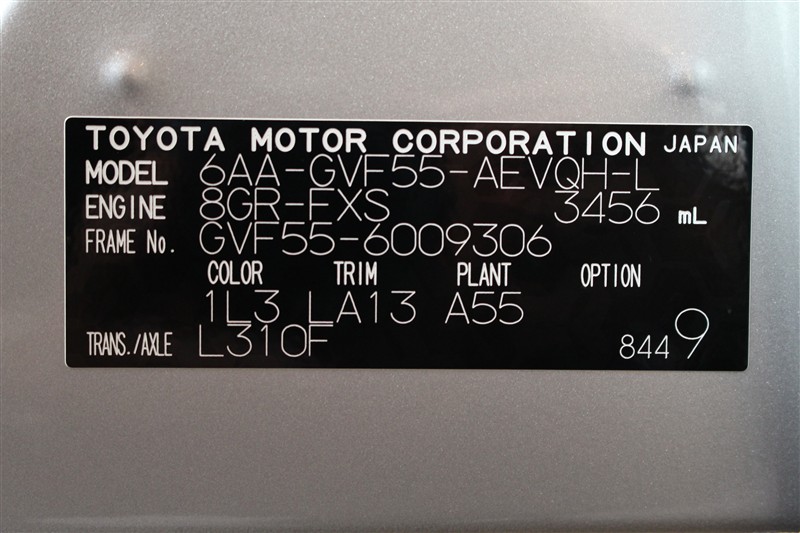 TOYOTA MOTOR CORPORATION JAPAN
MODEL 6AA-GVF55-AEVQH-L
ENGINE 8GR-FXS 3456 mL
FRAME No. GVF55-6009306
COLOR TRIM PLANT OPTION
1L3 LA13 A55
TRANS./AXLE L310F 8449